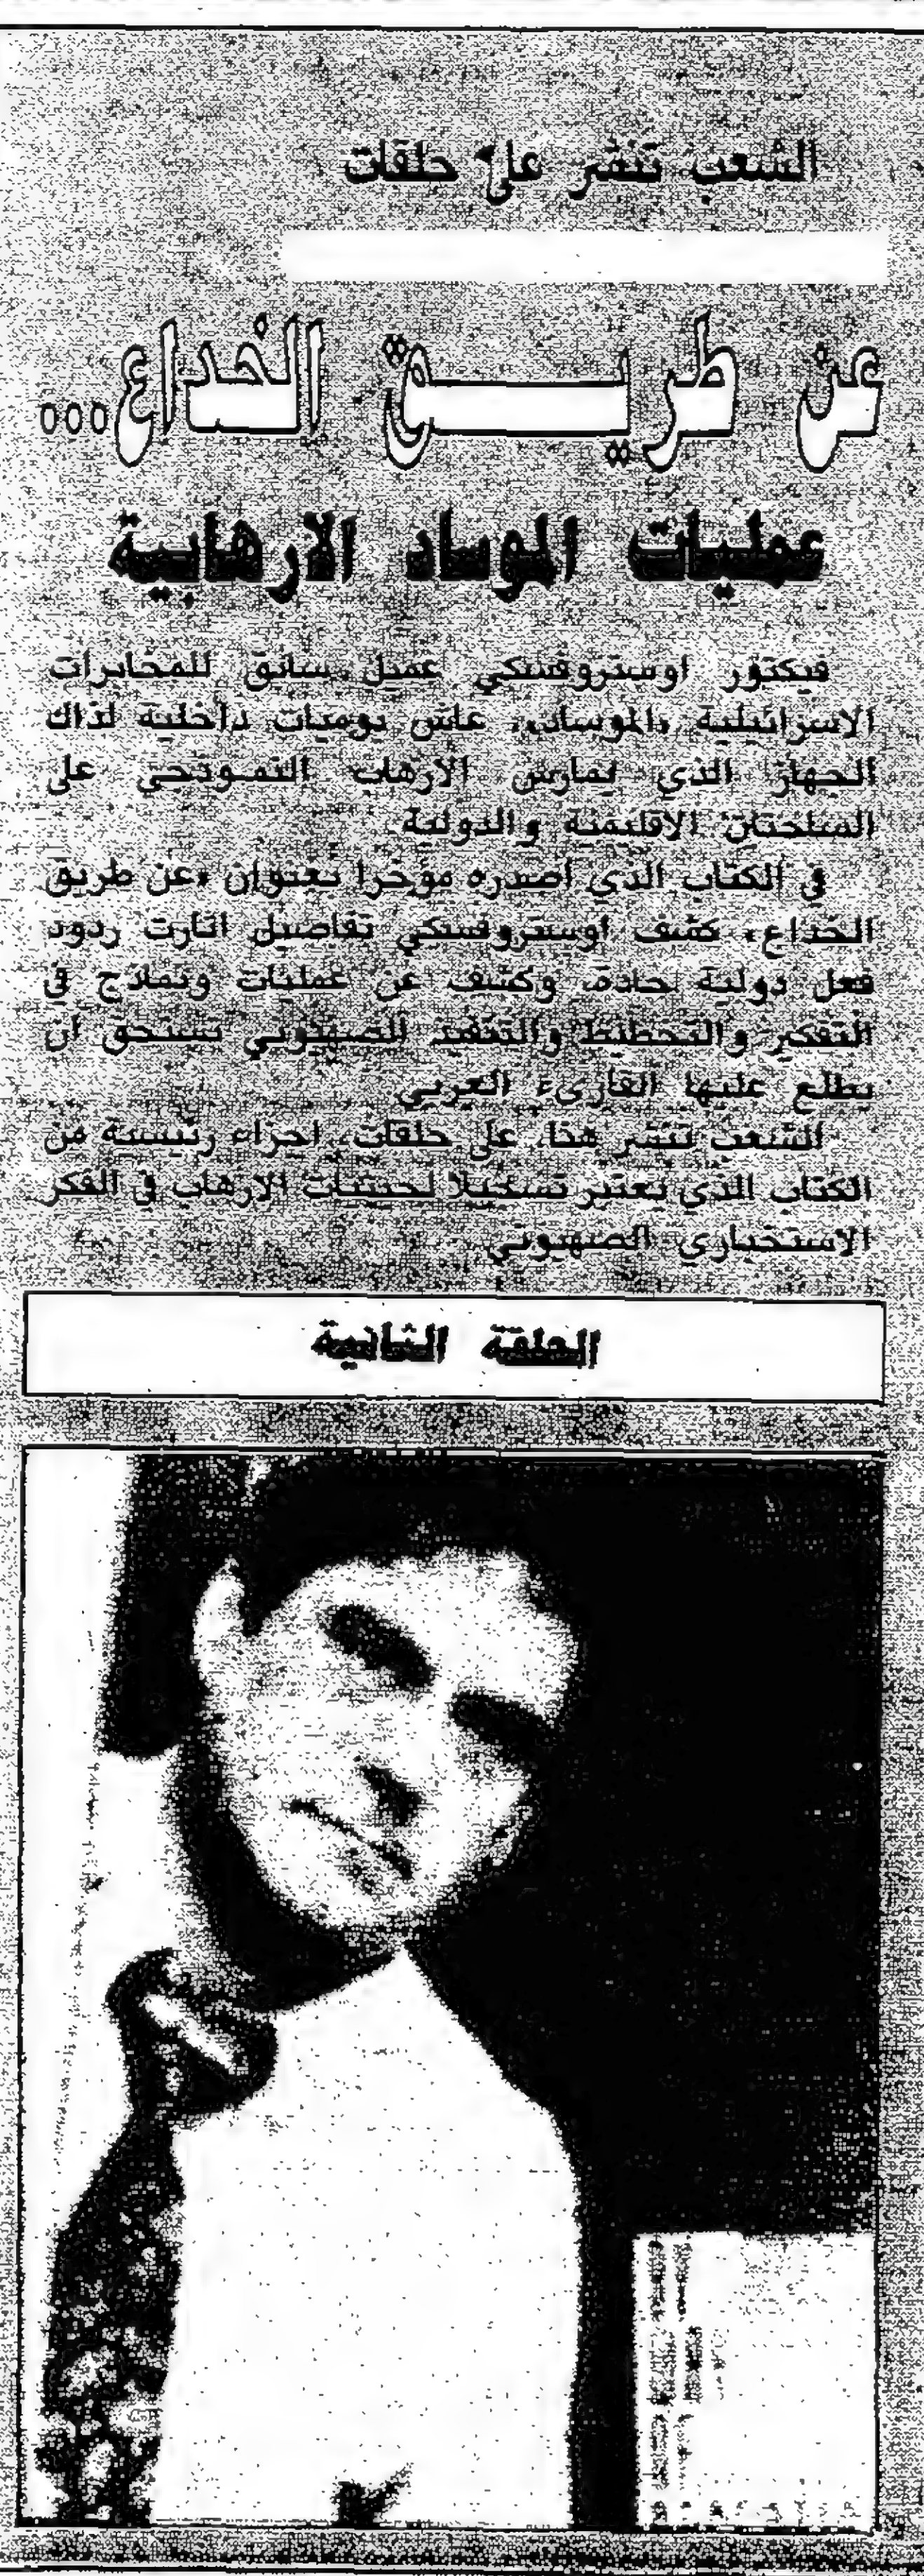 الشعب تنشر على حلقات
عن طريـــق الخداع...
عمليات الموساد الارهابية
فيكتور اوستروفسكي عميل سابق للمخابرات
الاسرائيلية «الموساد»، عاش يوميات داخلية لذاك
الجهاز الذي يمارس الارهاب النموذجي على
الساحتين الاقليمية والدولية.
في الكتاب الذي اصدره مؤخرا بعنوان «عن طريق
الخداع» كشف اوستروفسكي تفاصيل اثارت ردود
فعل دولية حادة، وكشف عن عمليات ونماذج في
التفكير والتخطيط والتنفيذ الصهيوني تستحق ان
يطلع عليها القارىء العربي.
الشعب تنشر هنا، على حلقات، اجزاء رئيسية من
الكتاب الذي يعتبر تسجيلا لحيثيات الارهاب في الفكر
الاستخباري الصهيوني.
الحلقة الثانية